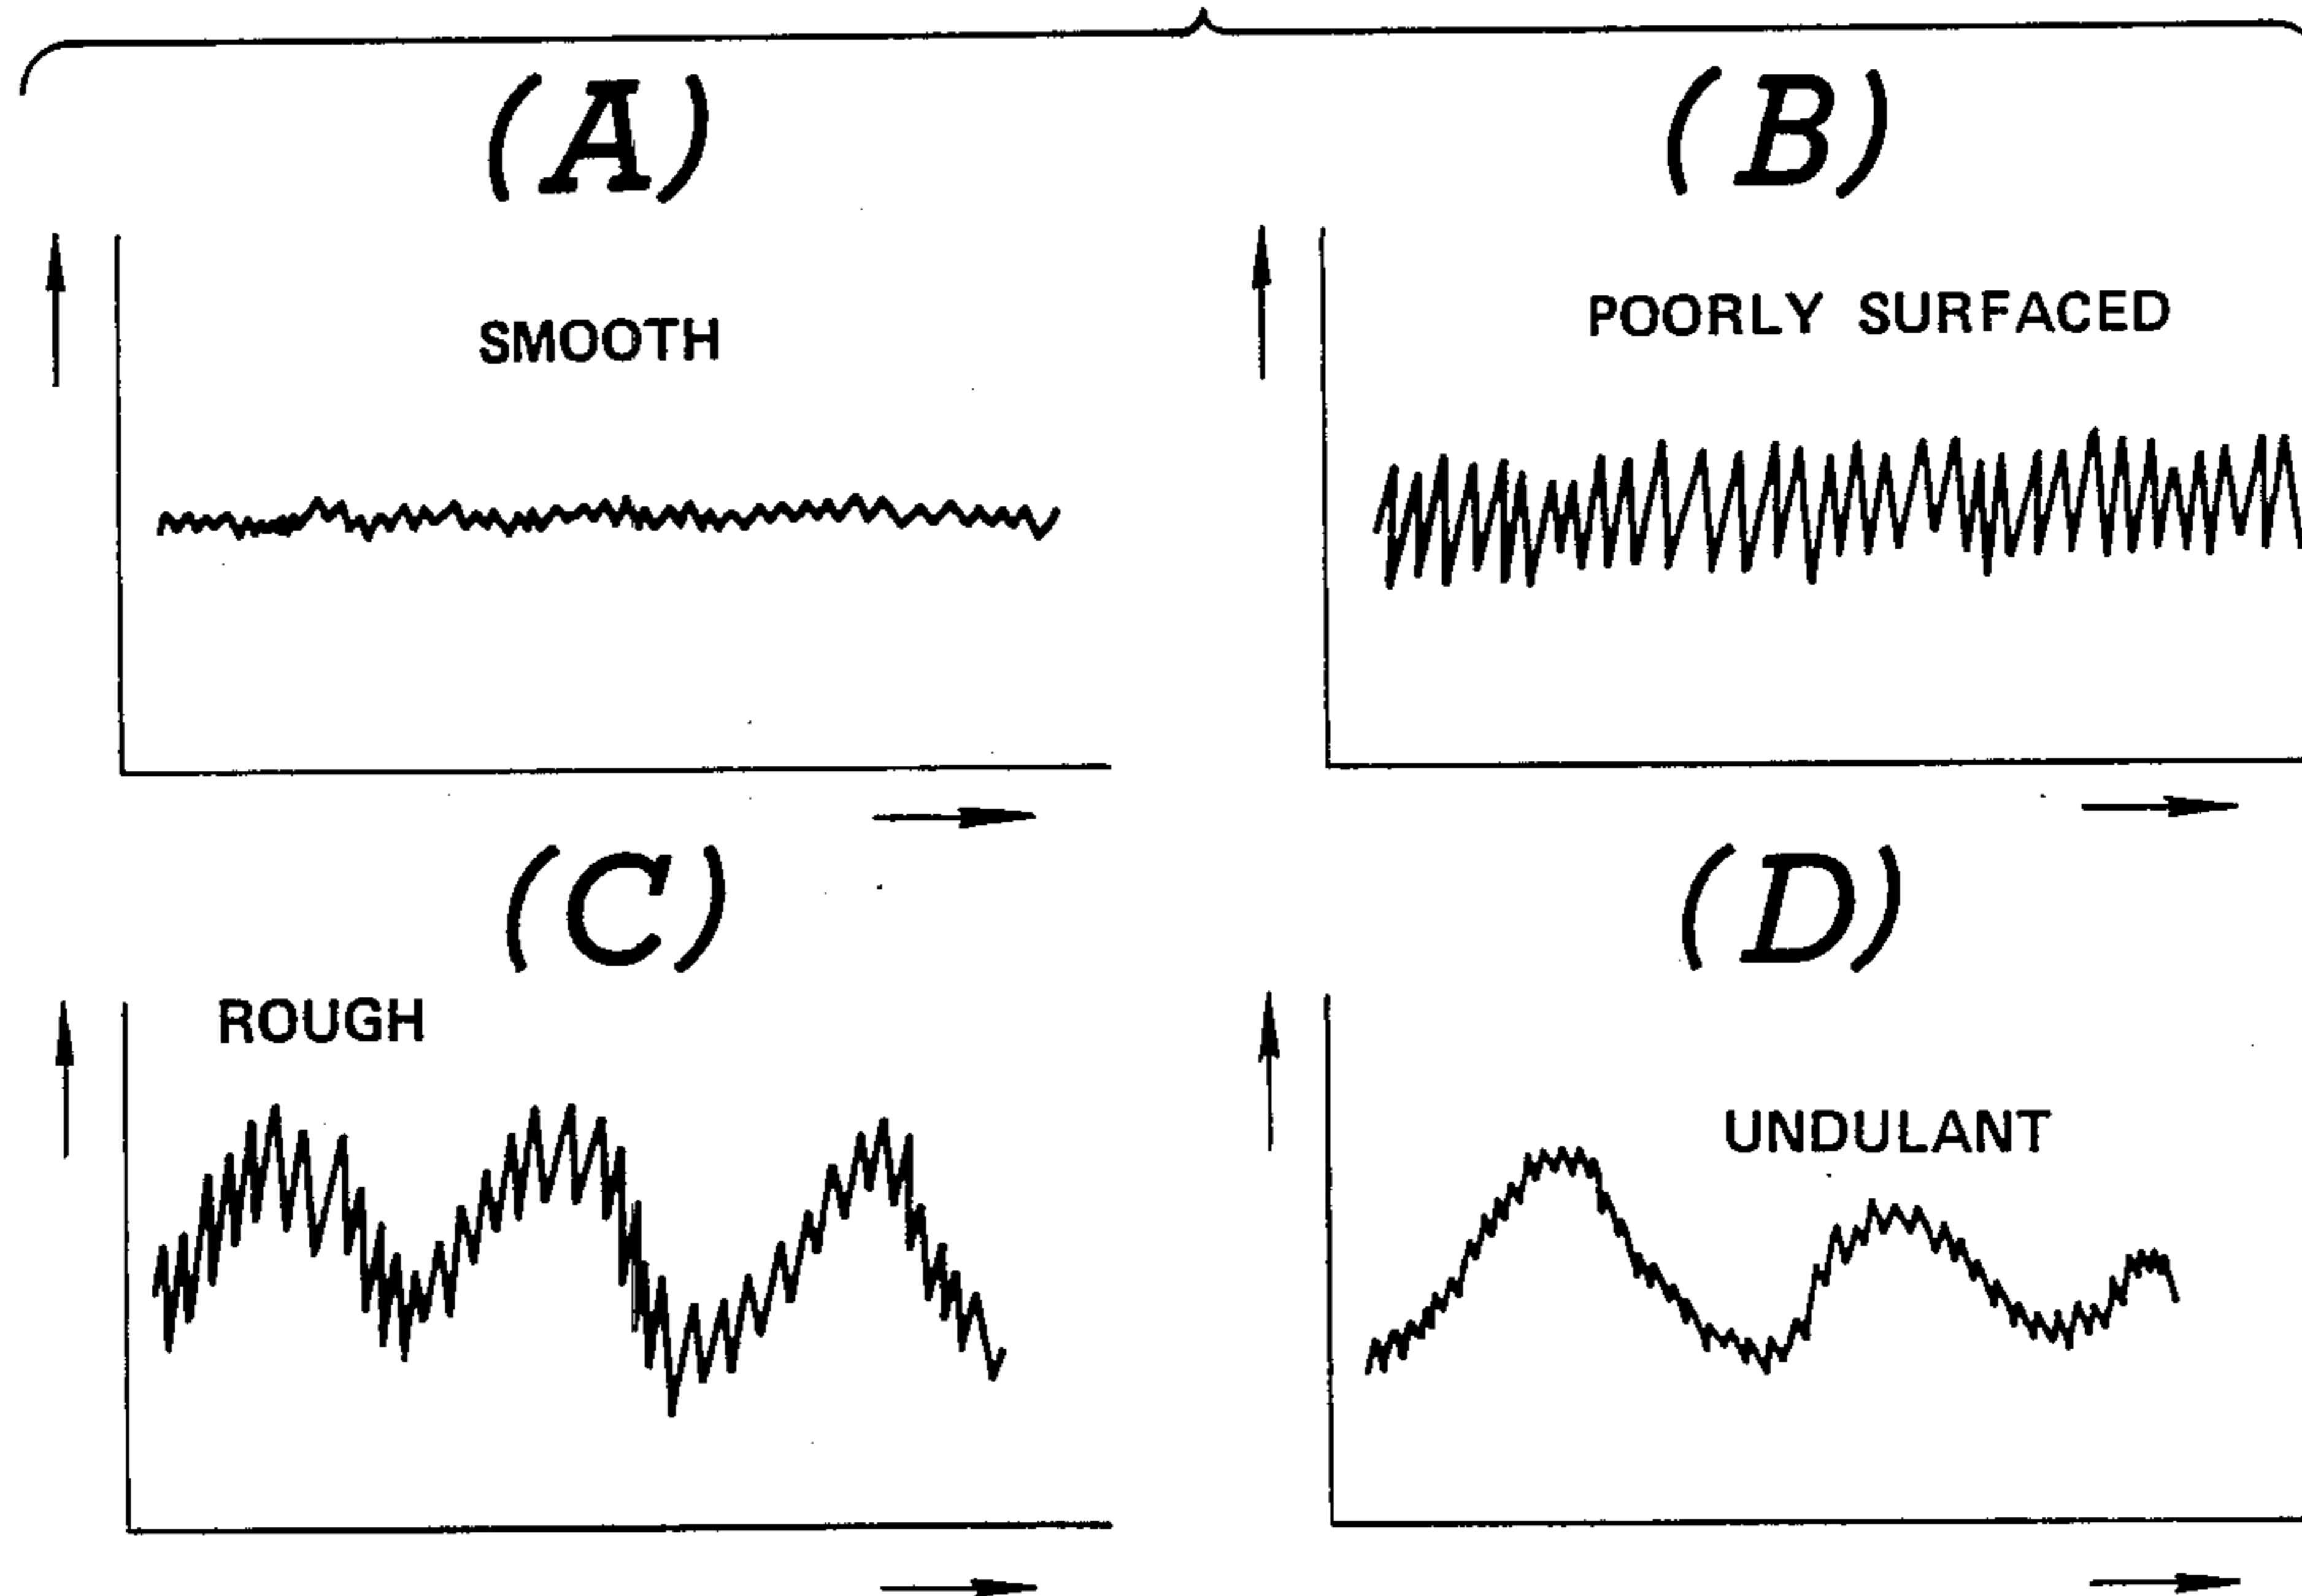 (A)
(B)
SMOOTH
POORLY SURFACED
(C)
(D)
ROUGH
UNDULANT